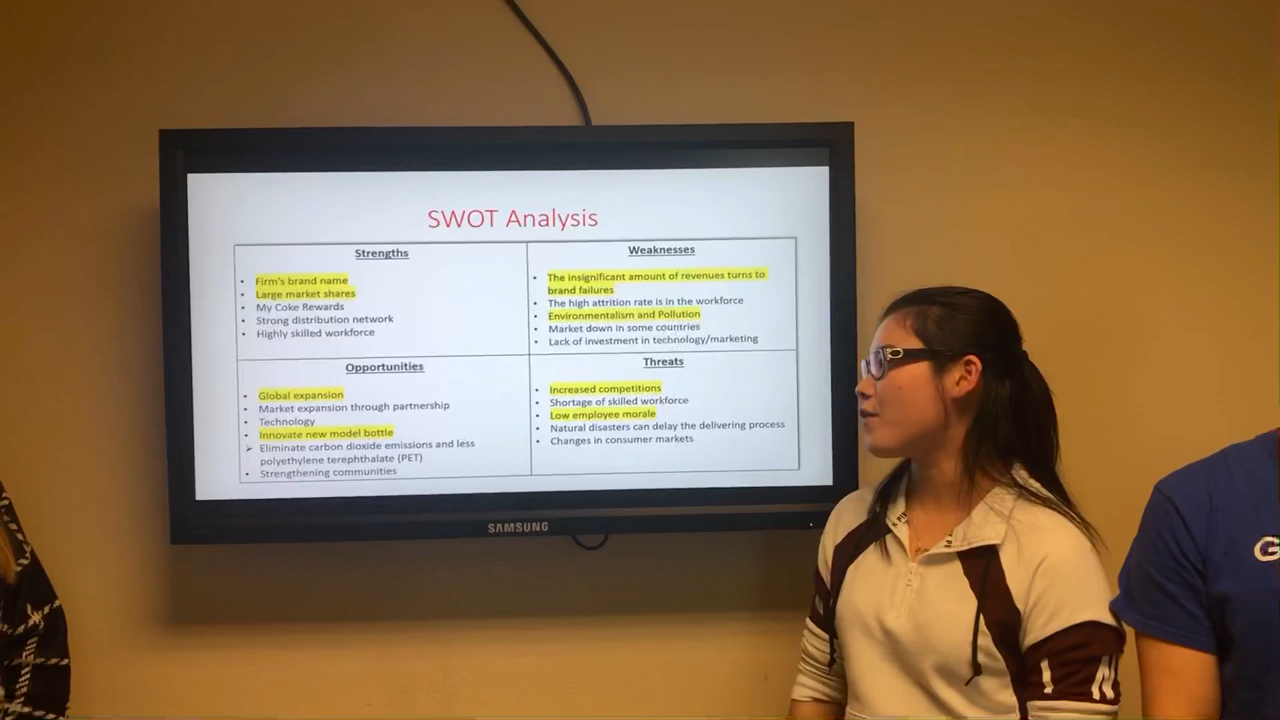 SWOT Analysis
Strengths
• Firm's brand name
• Large market shares
• My Coke Rewards
• Strong distribution network
• Highly skilled workforce
Weaknesses
• The insignificant amount of revenues turns to
brand failures
• The high attrition rate is in the workforce
• Environmentalism and Pollution
• Market down in some countries
• Lack of investment in technology/marketing
Opportunities
• Global expansion
• Market expansion through partnership
• Technology
• Innovate new model bottle
➢ Eliminate carbon dioxide emissions and less
polyethylene terephthalate (PET)
• Strengthening communities
Threats
• Increased competitions
• Shortage of skilled workforce
• Low employee morale
• Natural disasters can delay the delivering process
• Changes in consumer markets
SAMSUNG
G